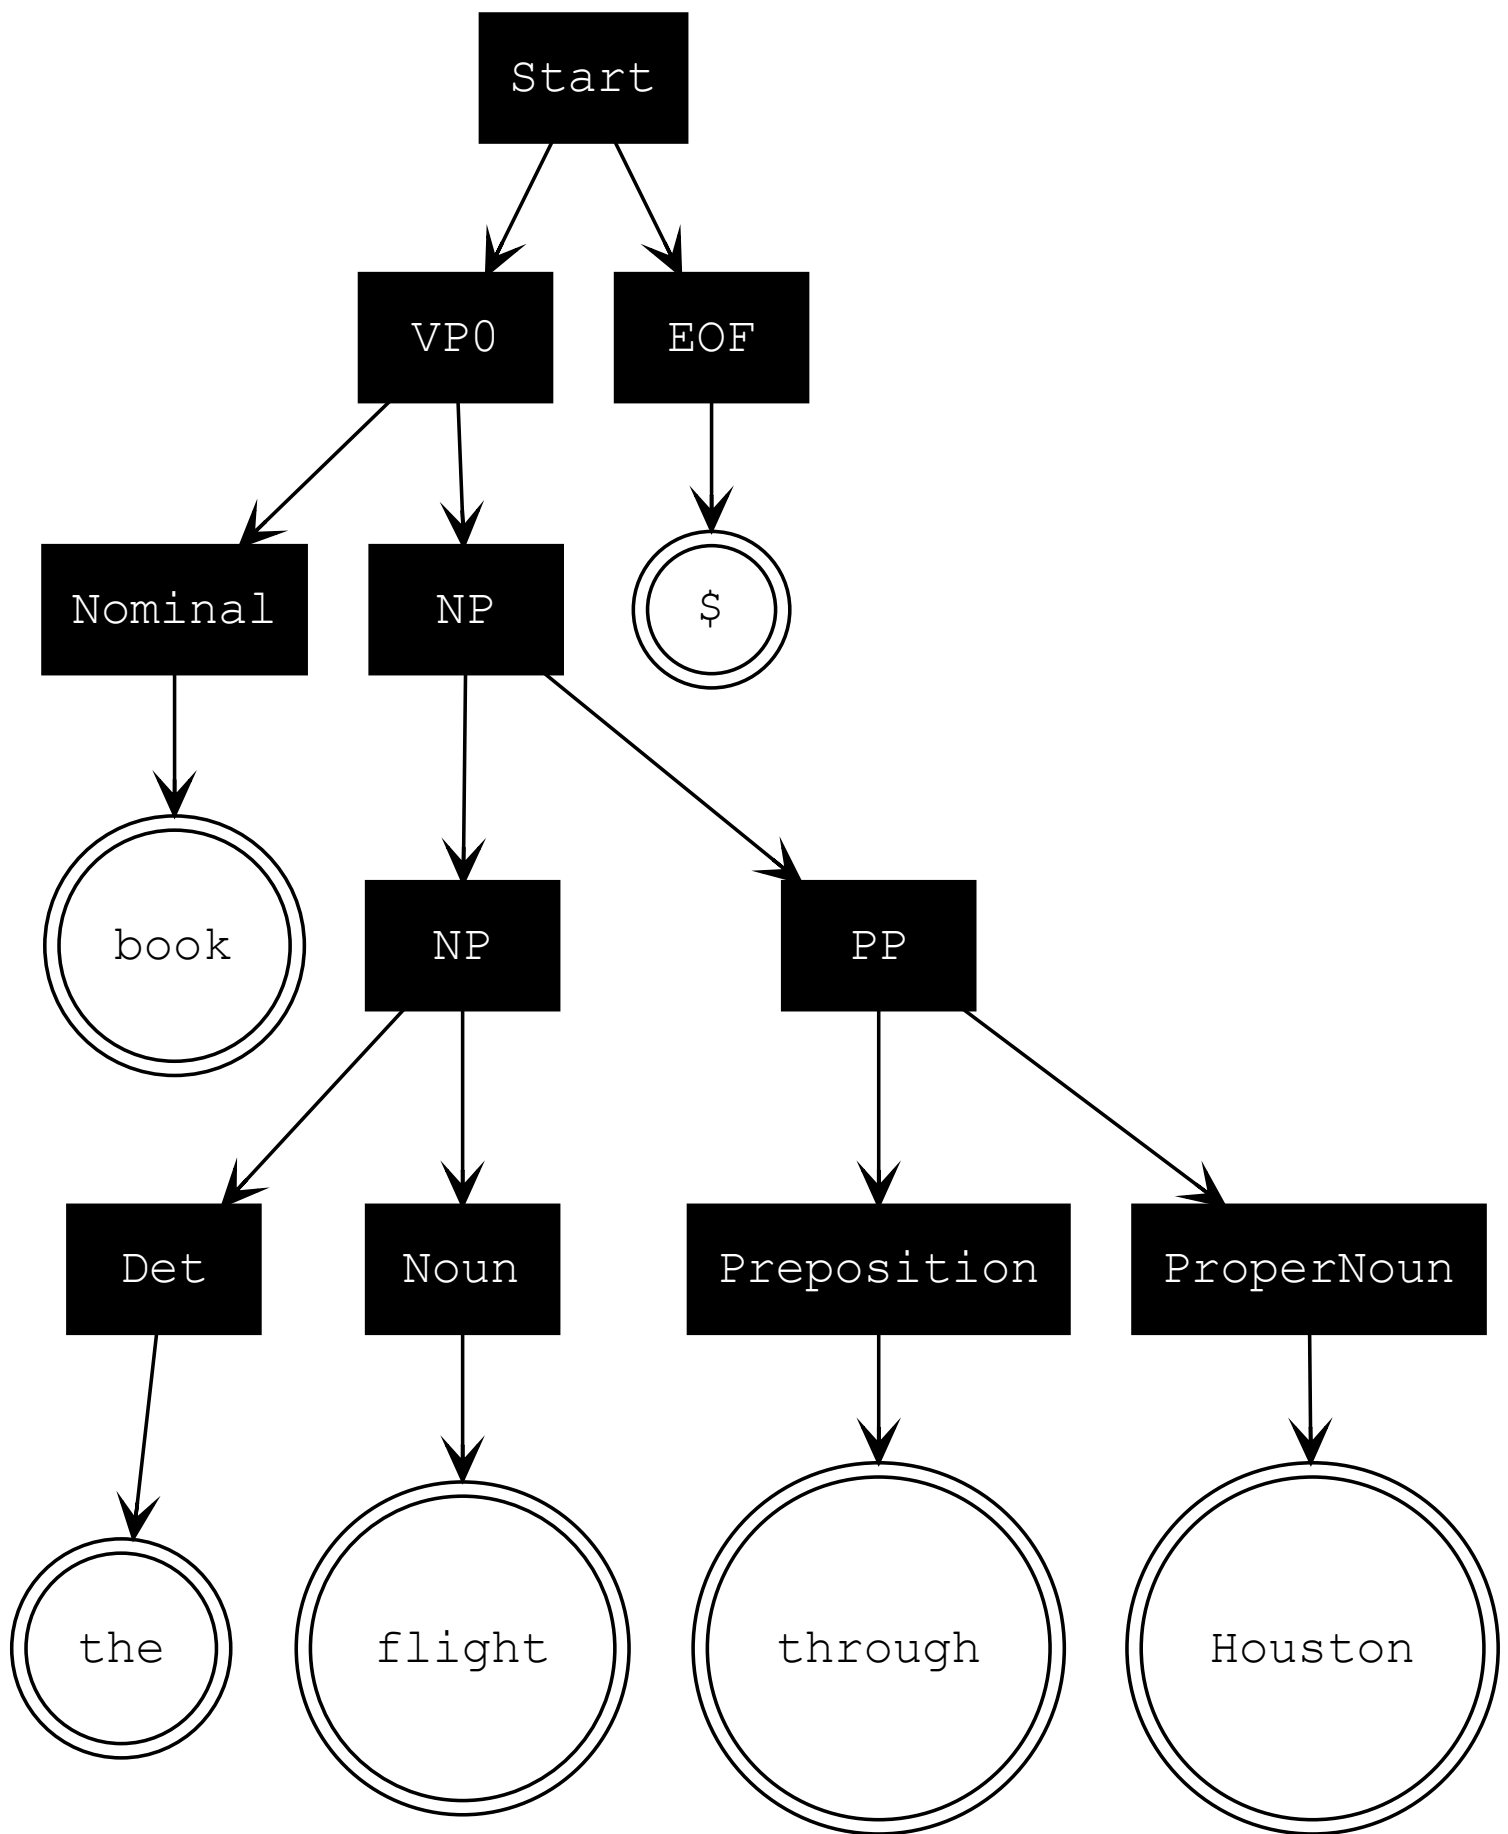 Start
VP0
EOF
Nominal
NP
$
book
NP
PP
Det
Noun
Preposition
ProperNoun
the
flight
through
Houston